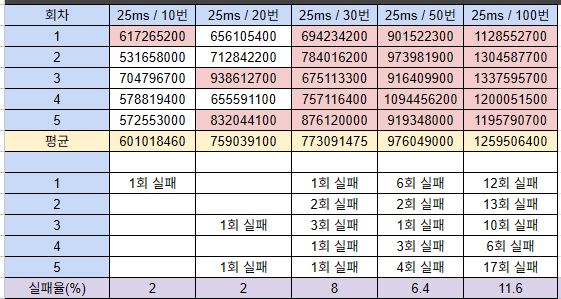 회차 25ms / 10번 25ms / 20번 25ms / 30번 25ms / 50번 25ms / 100번
1 617265200 656105400 694234200 901522300 1128552700
2 531658000 712842200 784016200 973981900 1304587700
3 704796700 938612700 675113300 916409900 1337595700
4 578819400 655591100 757116400 1094456200 1200051500
5 572553000 832044100 876120000 919348000 1195790700
평균 601018460 759039100 773091475 976049000 1259506400
1 1회 실패 1회 실패 6회 실패 12회 실패
2 2회 실패 2회 실패 13회 실패
3 1회 실패 3회 실패 1회 실패 10회 실패
4 1회 실패 3회 실패 6회 실패
5 1회 실패 1회 실패 4회 실패 17회 실패
실패율(%) 2 2 8 6.4 11.6